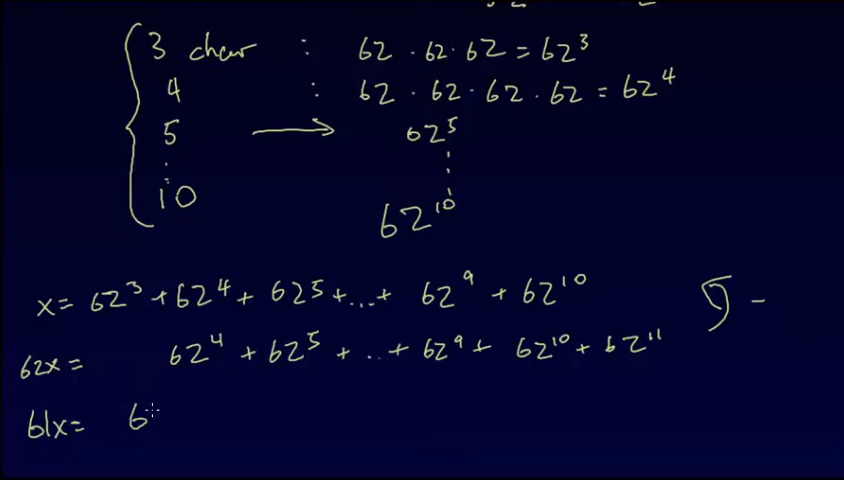 3 char : 62 · 62 · 62 = 62³
4 : 62 · 62 · 62 · 62 = 62⁴
5 → 62⁵
⋮ ⋮
10 62¹⁰
x = 62³ + 62⁴ + 62⁵ + ... + 62⁹ + 62¹⁰
62x = 62⁴ + 62⁵ + ... + 62⁹ + 62¹⁰ + 62¹¹
61x = 6